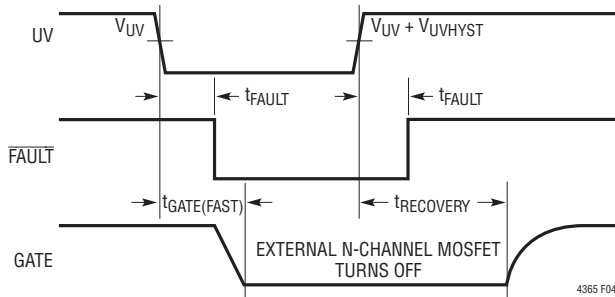 UV
V_UV
V_UV + V_UVHYST
t_FAULT
t_FAULT
FAULT
t_GATE(FAST)
t_RECOVERY
GATE
EXTERNAL N-CHANNEL MOSFET
TURNS OFF
4365 F04